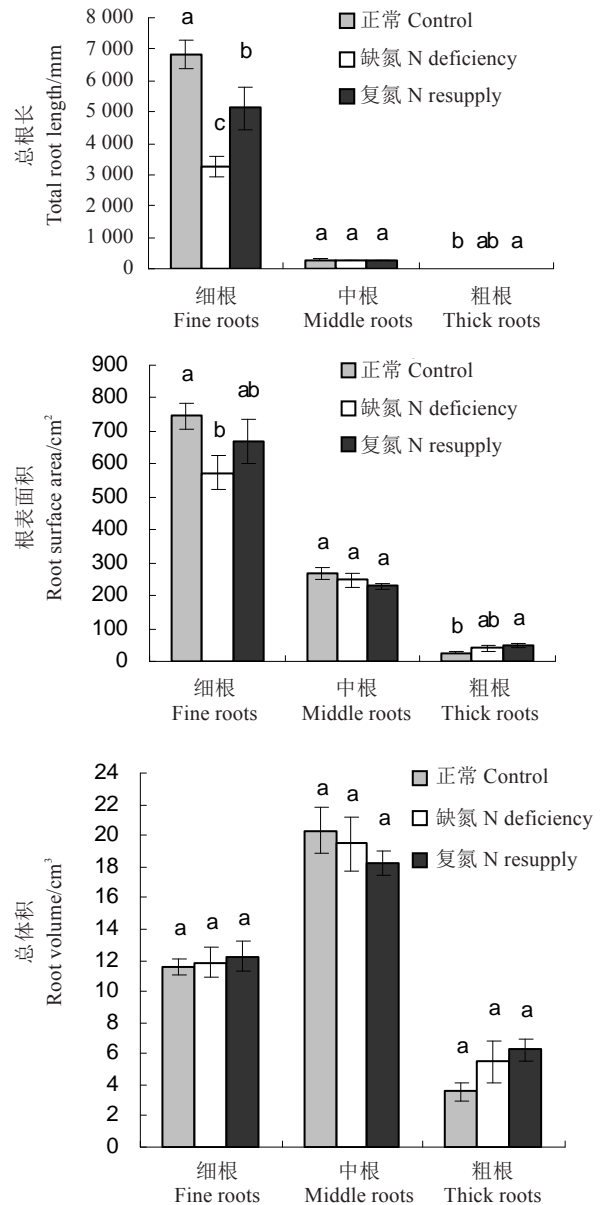 总根长
Total root length/mm
8 000
7 000
6 000
5 000
4 000
3 000
2 000
1 000
0
a
c
b
a
a
a
b
ab
a
正常 Control
缺氮 N deficiency
复氮 N resupply
细根
Fine roots
中根
Middle roots
粗根
Thick roots
根表面积
Root surface area/cm²
900
800
700
600
500
400
300
200
100
0
a
b
ab
a
a
a
b
ab
a
正常 Control
缺氮 N deficiency
复氮 N resupply
细根
Fine roots
中根
Middle roots
粗根
Thick roots
总体积
Root volume/cm³
24
22
20
18
16
14
12
10
8
6
4
2
0
a
a
a
a
a
a
a
a
a
正常 Control
缺氮 N deficiency
复氮 N resupply
细根
Fine roots
中根
Middle roots
粗根
Thick roots